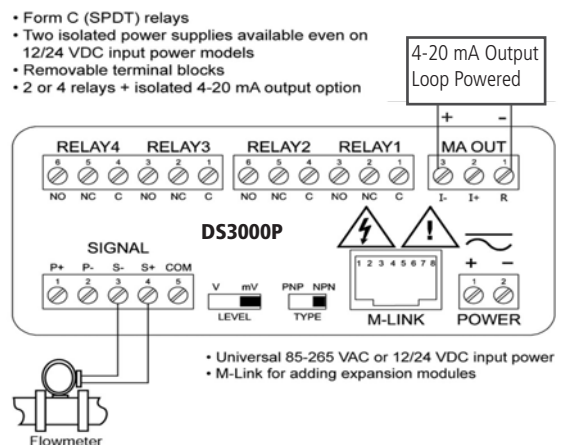 • Form C (SPDT) relays
• Two isolated power supplies available even on
12/24 VDC input power models
• Removable terminal blocks
• 2 or 4 relays + isolated 4-20 mA output option
4-20 mA Output
Loop Powered
+ -
RELAY4 RELAY3 RELAY2 RELAY1 MA OUT
6 5 4 3 2 1 6 5 4 3 2 1 3 2 1
NO NC C NO NC C NO NC C NO NC C I- I+ R
DS3000P
SIGNAL
P+ P- S- S+ COM
1 2 3 4 5
V mV
LEVEL
PNP NPN
TYPE
1 2 3 4 5 6 7 8
M-LINK
+ -
1 2
POWER
• Universal 85-265 VAC or 12/24 VDC input power
• M-Link for adding expansion modules
Flowmeter